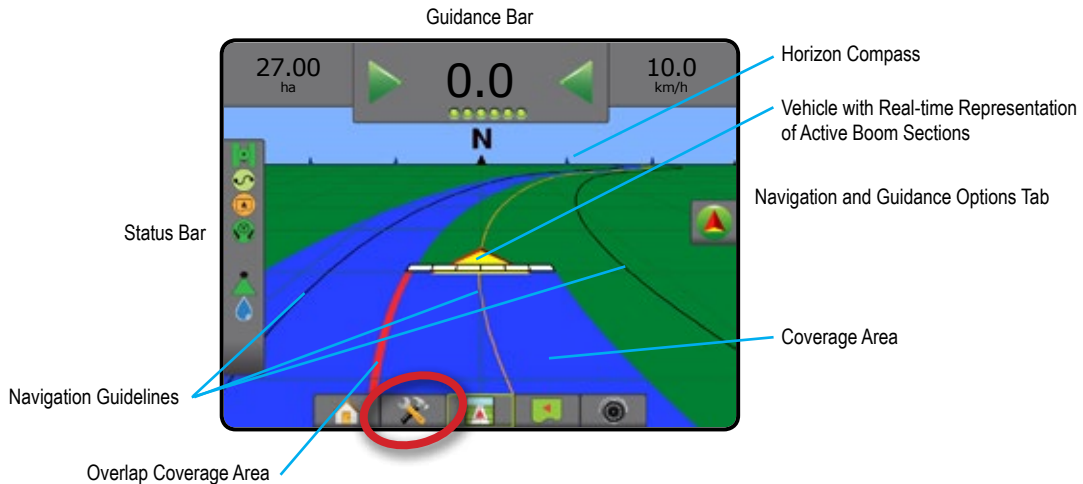 Guidance Bar
27.00
ha
0.0
10.0
km/h
N
Horizon Compass
Vehicle with Real-time Representation
of Active Boom Sections
Navigation and Guidance Options Tab
Status Bar
Coverage Area
Navigation Guidelines
Overlap Coverage Area